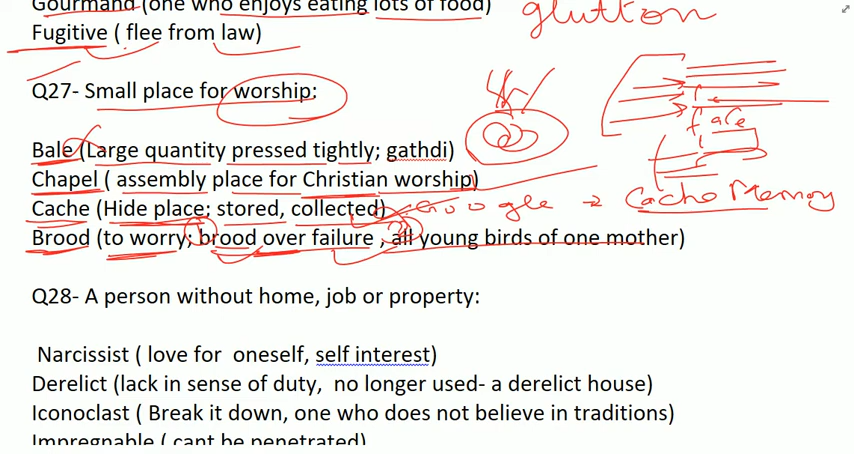 Gourmand (one who enjoys eating lots of food)
glutton
Fugitive ( flee from law)
Q27- Small place for worship:
face
Bale (Large quantity pressed tightly; gathdi)
Chapel ( assembly place for Christian worship)
Cache (Hide place; stored, collected) Google → Cache Memory
Brood (to worry; brood over failure , all young birds of one mother)
Q28- A person without home, job or property:
Narcissist ( love for oneself, self interest)
Derelict (lack in sense of duty, no longer used- a derelict house)
Iconoclast ( Break it down, one who does not believe in traditions)
Impregnable ( cant be penetrated)